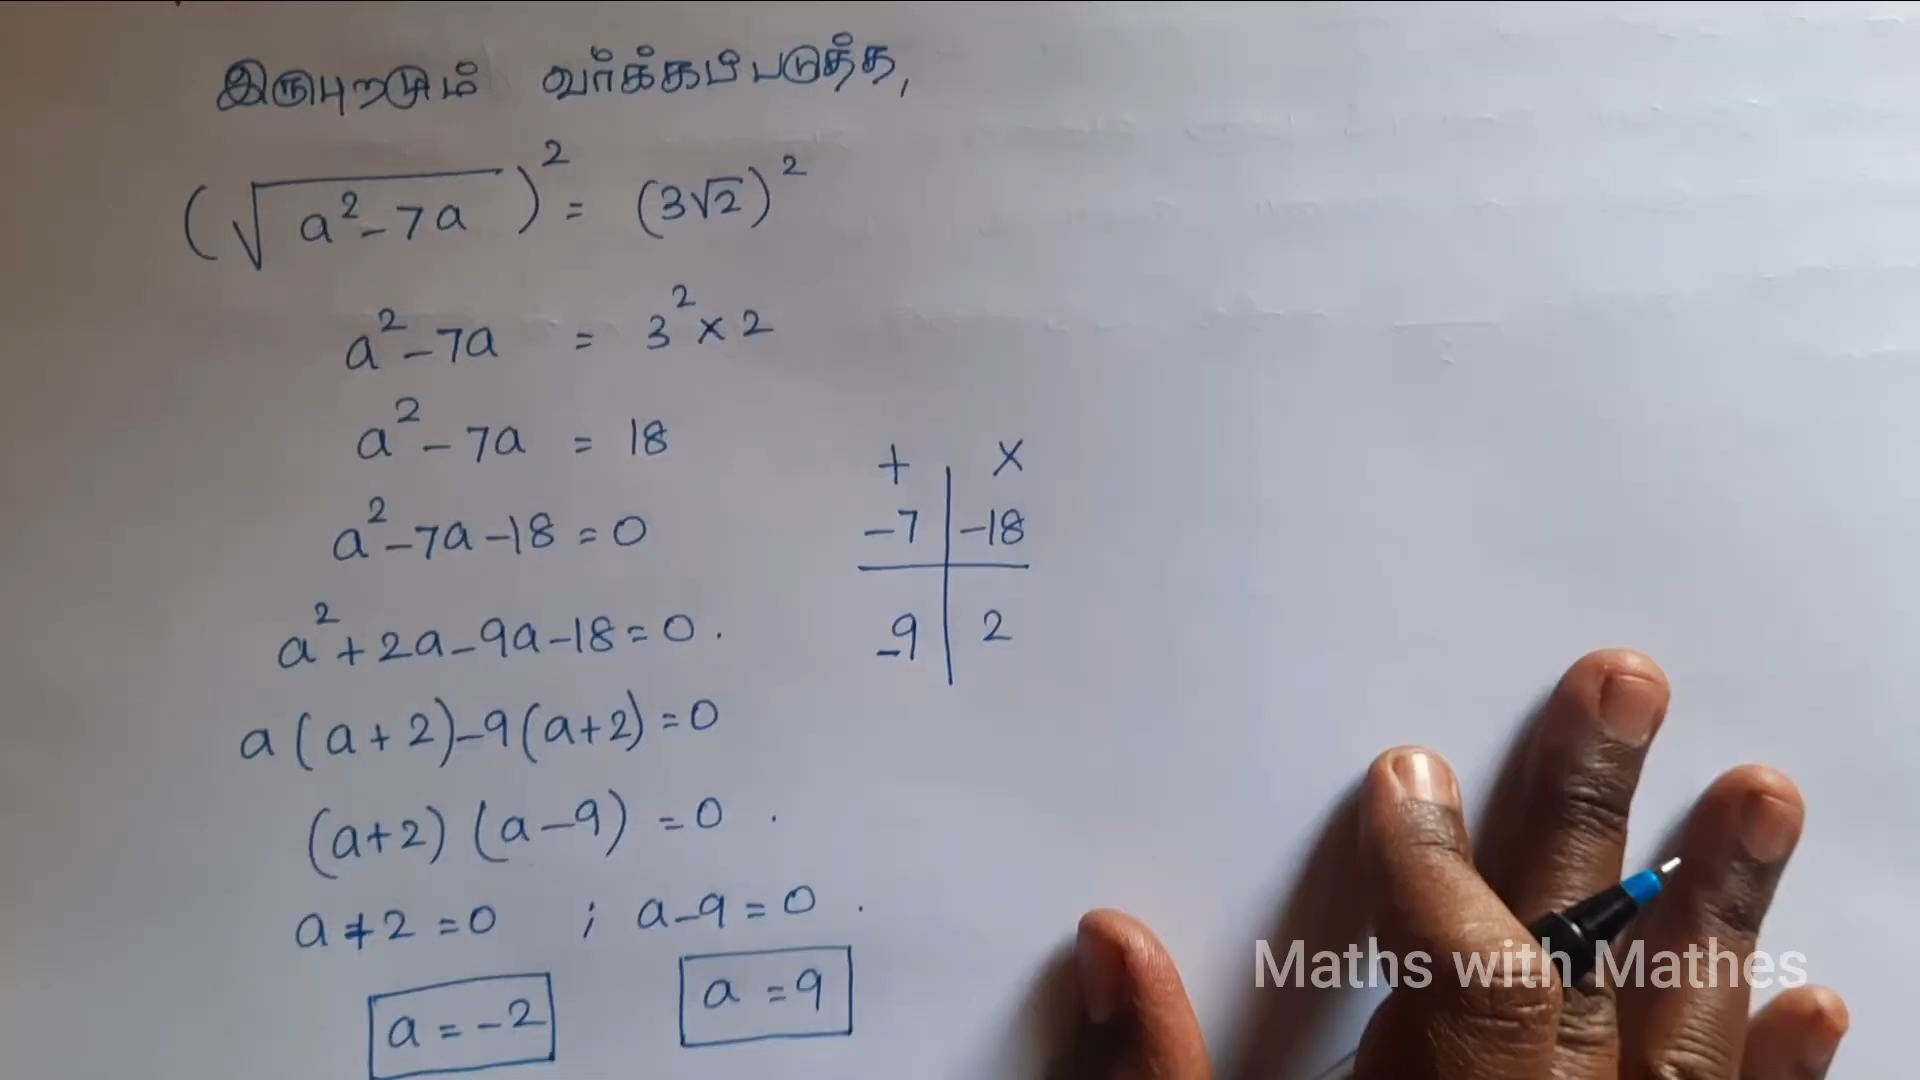 இருபுறமும் வர்க்கப்படுத்த,
(√(a²-7a))² = (3√2)²
a²-7a = 3²×2
a²-7a = 18
a²-7a-18=0
a²+2a-9a-18=0.
a(a+2)-9(a+2)=0
(a+2)(a-9)=0.
a+2=0 ; a-9=0.
a=-2 a=9
+ ×
-7 -18
-9 2
Maths with Mathes